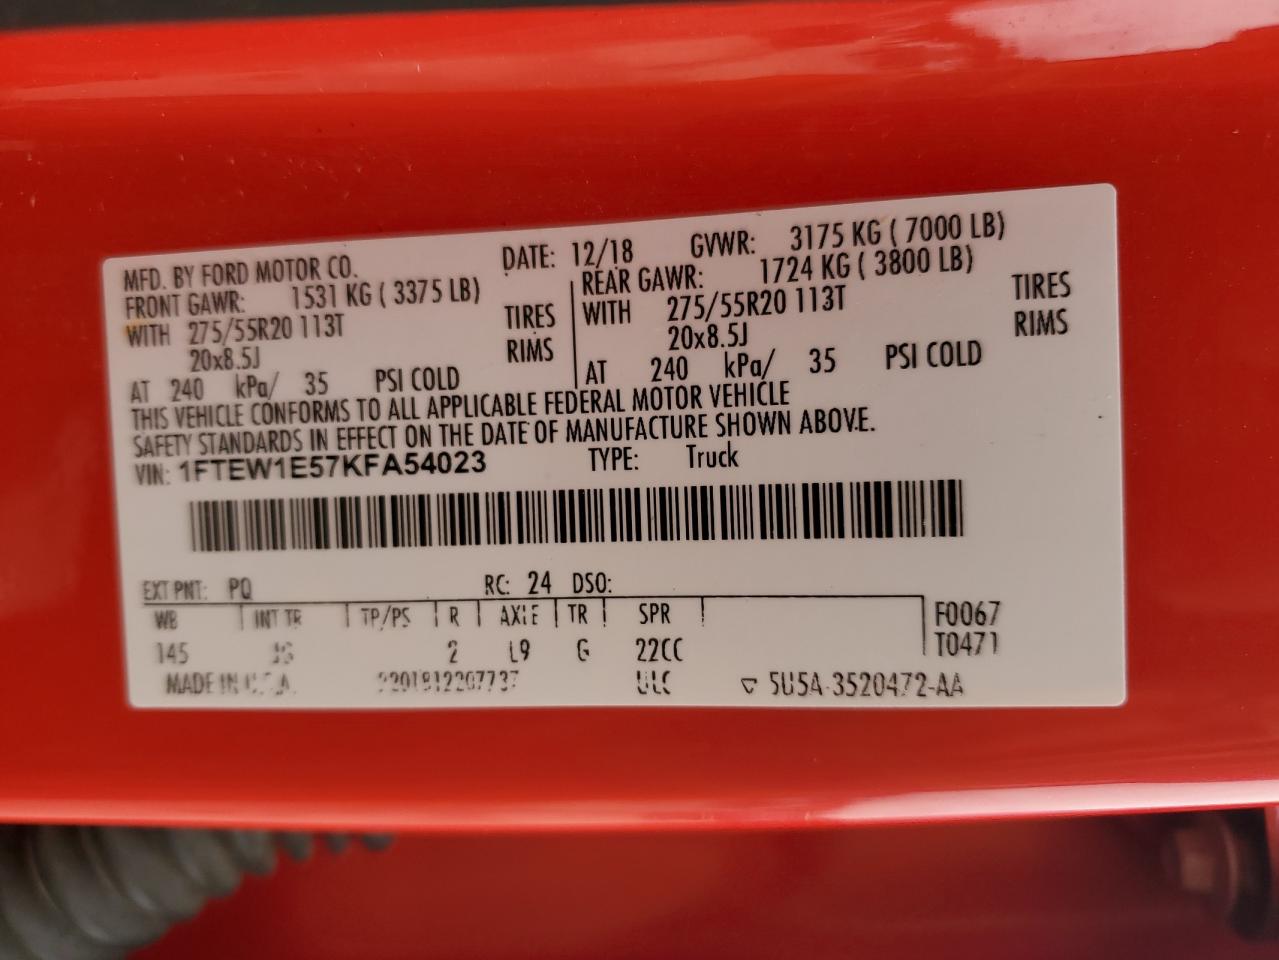 MFD. BY FORD MOTOR CO. DATE: 12/18 GVWR: 3175 KG ( 7000 LB)
FRONT GAWR: 1531 KG ( 3375 LB) REAR GAWR: 1724 KG ( 3800 LB)
WITH 275/55R20 113T TIRES WITH 275/55R20 113T TIRES
20x8.5J RIMS 20x8.5J RIMS
AT 240 kPa/ 35 PSI COLD AT 240 kPa/ 35 PSI COLD
THIS VEHICLE CONFORMS TO ALL APPLICABLE FEDERAL MOTOR VEHICLE
SAFETY STANDARDS IN EFFECT ON THE DATE OF MANUFACTURE SHOWN ABOVE.
VIN: 1FTEW1E57KFA54023 TYPE: Truck
EXT PNT: PQ RC: 24 DSO:
WB INT TR TP/PS R AXLE TR SPR F0067
145 2 L9 G 22CC T0471
MADE IN U.S.A. ULC 5U5A-3520472-AA